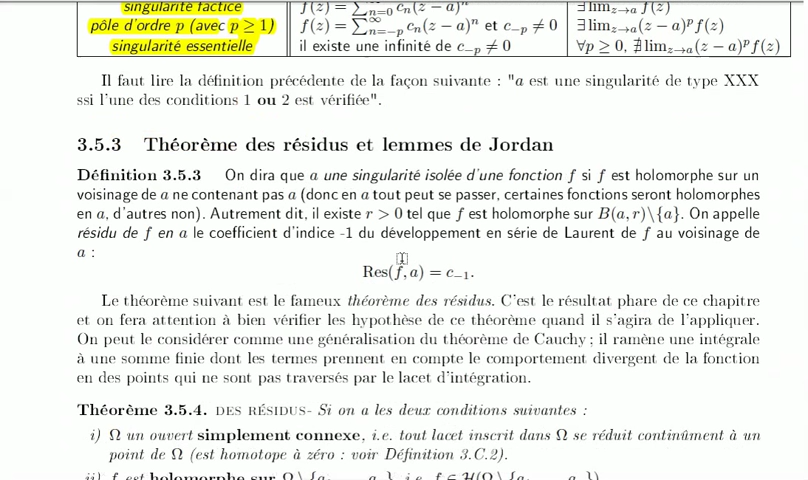 singularité factice f(z) = ∑_{n=0}^{∞} c_n(z − a)^n ∃ lim_{z→a} f(z)
pôle d'ordre p (avec p ≥ 1) f(z) = ∑_{n=−p}^{∞} c_n(z − a)^n et c_{−p} ≠ 0 ∃ lim_{z→a}(z − a)^p f(z)
singularité essentielle il existe une infinité de c_{−p} ≠ 0 ∀p ≥ 0, ∄ lim_{z→a}(z − a)^p f(z)
Il faut lire la définition précédente de la façon suivante : "a est une singularité de type XXX
ssi l'une des conditions 1 ou 2 est vérifiée".
3.5.3 Théorème des résidus et lemmes de Jordan
Définition 3.5.3 On dira que a une singularité isolée d'une fonction f si f est holomorphe sur un
voisinage de a ne contenant pas a (donc en a tout peut se passer, certaines fonctions seront holomorphes
en a, d'autres non). Autrement dit, il existe r > 0 tel que f est holomorphe sur B(a, r)\{a}. On appelle
résidu de f en a le coefficient d'indice -1 du développement en série de Laurent de f au voisinage de
a :
Res(f, a) = c_{−1}.
Le théorème suivant est le fameux théorème des résidus. C'est le résultat phare de ce chapitre
et on fera attention à bien vérifier les hypothèse de ce théorème quand il s'agira de l'appliquer.
On peut le considérer comme une généralisation du théorème de Cauchy ; il ramène une intégrale
à une somme finie dont les termes prennent en compte le comportement divergent de la fonction
en des points qui ne sont pas traversés par le lacet d'intégration.
Théorème 3.5.4. DES RÉSIDUS- Si on a les deux conditions suivantes :
i) Ω un ouvert simplement connexe, i.e. tout lacet inscrit dans Ω se réduit continûment à un
point de Ω (est homotope à zéro : voir Définition 3.C.2).
ii) f est holomorphe sur Ω \ {a